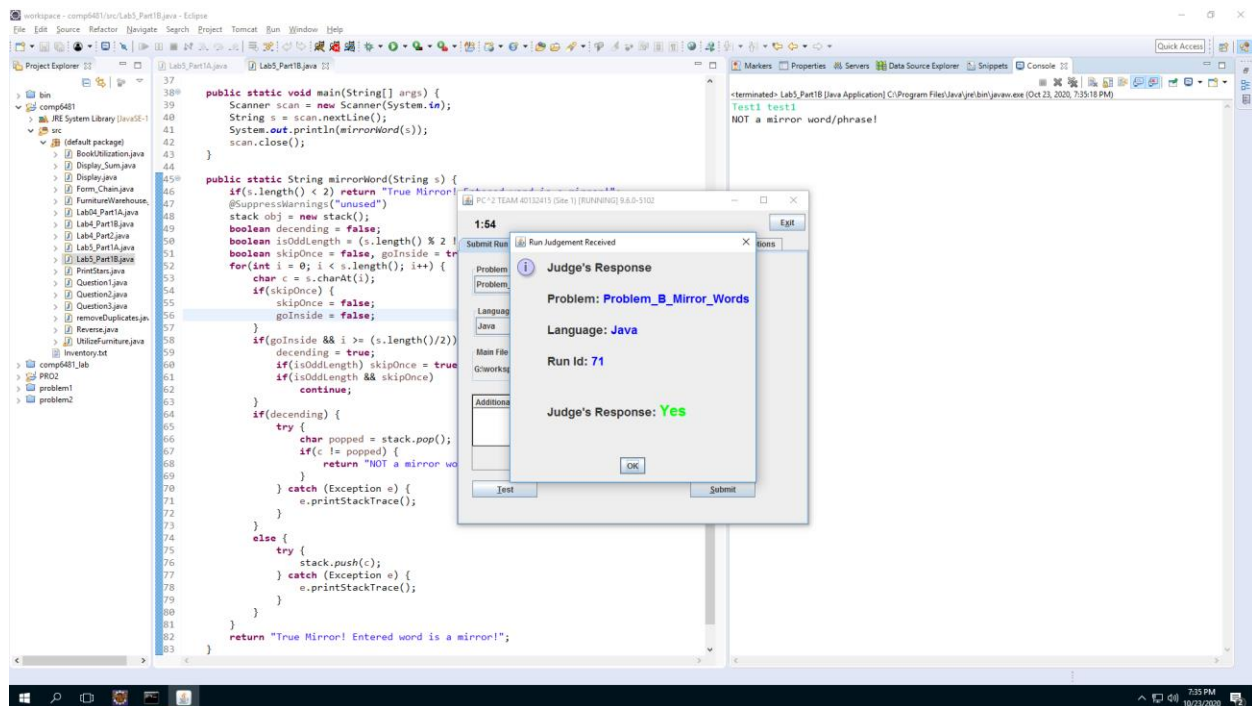 workspace - comp6481/src/Lab5_Part1B.java - Eclipse
File Edit Source Refactor Navigate Search Project Tomcat Run Window Help
Quick Access
Project Explorer
bin
comp6481
JRE System Library [JavaSE-1
src
(default package)
BookUtilization.java
Display_Sum.java
Display.java
Form_Chain.java
FurnitureWarehouse.
Lab04_Part1A.java
Lab4_Part1B.java
Lab4_Part2.java
Lab5_Part1A.java
Lab5_Part1B.java
PrintStars.java
Question1.java
Question2.java
Question3.java
removeDuplicates.jav
Reverse.java
UtilizeFurniture.java
Inventory.txt
comp6481_lab
PRO2
problem1
problem2
Lab5_Part1A.java Lab5_Part1B.java
37
38 public static void main(String[] args) {
39 Scanner scan = new Scanner(System.in);
40 String s = scan.nextLine();
41 System.out.println(mirrorWord(s));
42 scan.close();
43 }
44
45 public static String mirrorWord(String s) {
46 if(s.length() < 2) return "True Mirror! Entered word is a mirror!";
47 @SuppressWarnings("unused")
48 stack obj = new stack();
49 boolean decending = false;
50 boolean isOddLength = (s.length() % 2 !
51 boolean skipOnce = false, goInside = tr
52 for(int i = 0; i < s.length(); i++) {
53 char c = s.charAt(i);
54 if(skipOnce) {
55 skipOnce = false;
56 goInside = false;
57 }
58 if(goInside && i >= (s.length()/2))
59 decending = true;
60 if(isOddLength) skipOnce = true
61 if(isOddLength && skipOnce)
62 continue;
63 }
64 if(decending) {
65 try {
66 char popped = stack.pop();
67 if(c != popped) {
68 return "NOT a mirror wo
69 }
70 } catch (Exception e) {
71 e.printStackTrace();
72 }
73 }
74 else {
75 try {
76 stack.push(c);
77 } catch (Exception e) {
78 e.printStackTrace();
79 }
80 }
81 }
82 return "True Mirror! Entered word is a mirror!";
83 }
Markers Properties Servers Data Source Explorer Snippets Console
<terminated> Lab5_Part1B [Java Application] C:\Program Files\Java\jre\bin\javaw.exe (Oct 23, 2020, 7:35:18 PM)
Test1 test1
NOT a mirror word/phrase!
PC^2 TEAM 40132415 (Site 1) [RUNNING] 9.6.0-5102
1:54
Exit
Submit Run
tions
Problem
Problem_
Languag
Java
Main File
G:\worksp
Additiona
Test
Submit
Run Judgement Received
Judge's Response
Problem: Problem_B_Mirror_Words
Language: Java
Run Id: 71
Judge's Response: Yes
OK
7:35 PM
10/23/2020